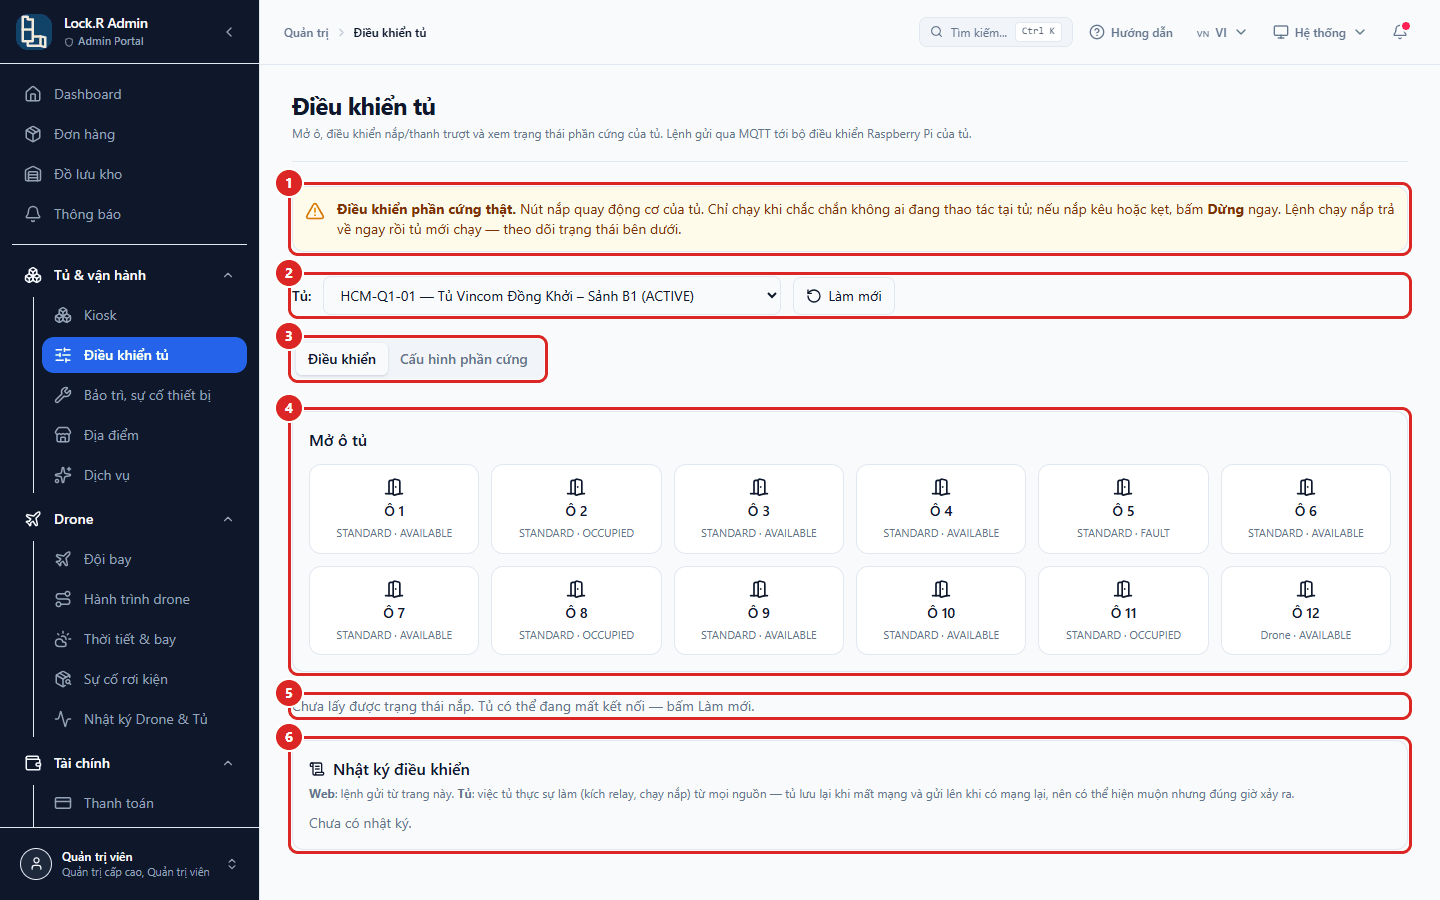 Lock.R Admin
Admin Portal
Dashboard
Đơn hàng
Đồ lưu kho
Thông báo
Tủ & vận hành
Kiosk
Điều khiển tủ
Bảo trì, sự cố thiết bị
Địa điểm
Dịch vụ
Drone
Đội bay
Hành trình drone
Thời tiết & bay
Sự cố rơi kiện
Nhật ký Drone & Tủ
Tài chính
Thanh toán
Quản trị viên
Quản trị cấp cao, Quản trị viên
Quản trị > Điều khiển tủ
Tìm kiếm... Ctrl K
Hướng dẫn
VN VI
Hệ thống
Điều khiển tủ
Mở ô, điều khiển nắp/thanh trượt và xem trạng thái phần cứng của tủ. Lệnh gửi qua MQTT tới bộ điều khiển Raspberry Pi của tủ.
1
Điều khiển phần cứng thật. Nút nắp quay động cơ của tủ. Chỉ chạy khi chắc chắn không ai đang thao tác tại tủ; nếu nắp kêu hoặc kẹt, bấm Dừng ngay. Lệnh chạy nắp trả
về ngay rồi tủ mới chạy — theo dõi trạng thái bên dưới.
2
Tủ: HCM-Q1-01 — Tủ Vincom Đồng Khởi – Sảnh B1 (ACTIVE) Làm mới
3
Điều khiển Cấu hình phần cứng
4
Mở ô tủ
Ô 1
STANDARD · AVAILABLE
Ô 2
STANDARD · OCCUPIED
Ô 3
STANDARD · AVAILABLE
Ô 4
STANDARD · AVAILABLE
Ô 5
STANDARD · FAULT
Ô 6
STANDARD · AVAILABLE
Ô 7
STANDARD · AVAILABLE
Ô 8
STANDARD · OCCUPIED
Ô 9
STANDARD · AVAILABLE
Ô 10
STANDARD · AVAILABLE
Ô 11
STANDARD · OCCUPIED
Ô 12
Drone · AVAILABLE
5
Chưa lấy được trạng thái nắp. Tủ có thể đang mất kết nối — bấm Làm mới.
6
Nhật ký điều khiển
Web: lệnh gửi từ trang này. Tủ: việc tủ thực sự làm (kích relay, chạy nắp) từ mọi nguồn — tủ lưu lại khi mất mạng và gửi lên khi có mạng lại, nên có thể hiện muộn nhưng đúng giờ xảy ra.
Chưa có nhật ký.